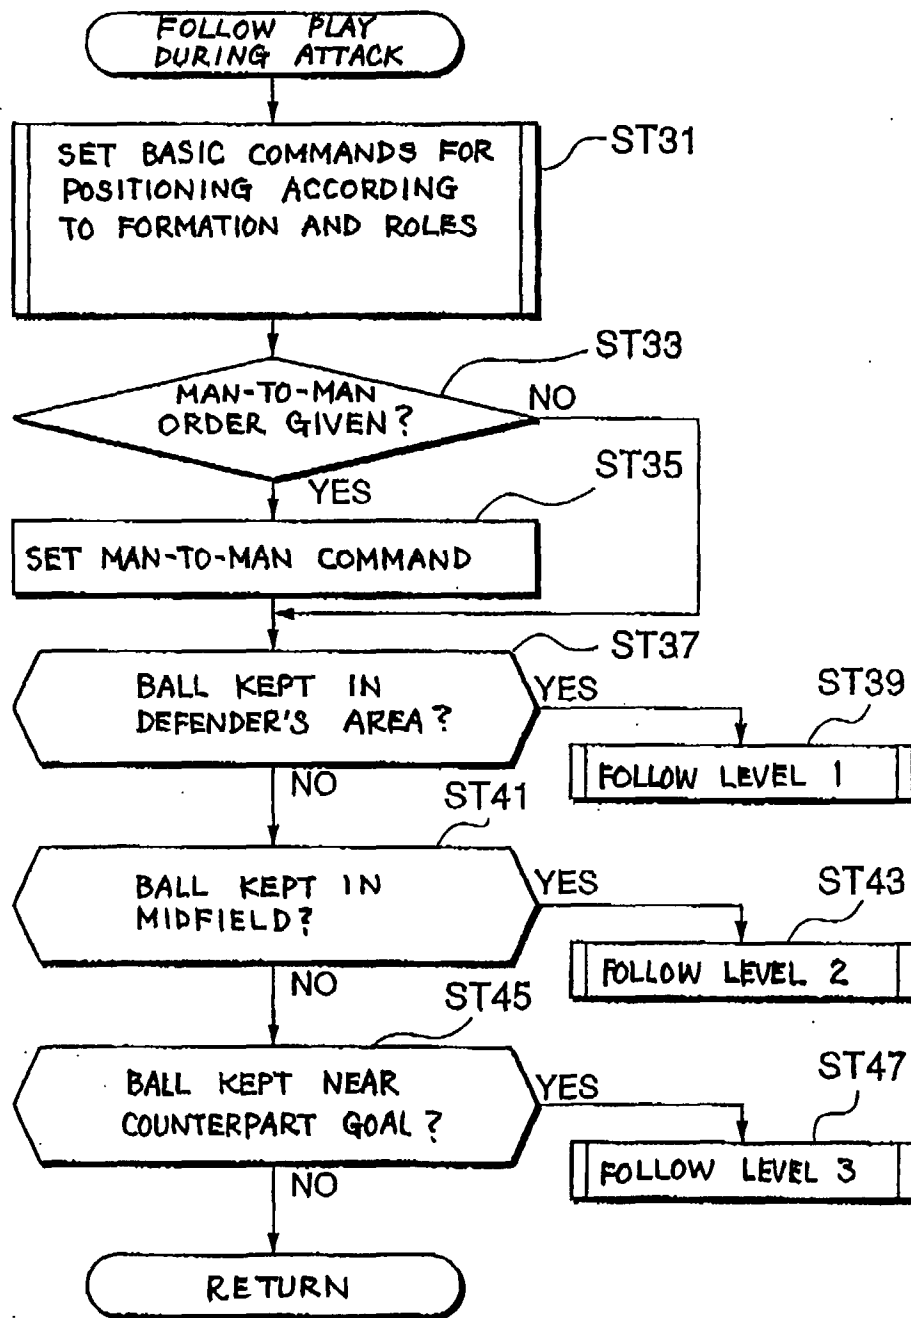 FOLLOW PLAY
DURING ATTACK
ST31
SET BASIC COMMANDS FOR
POSITIONING ACCORDING
TO FORMATION AND ROLES
ST33
MAN-TO-MAN
ORDER GIVEN?
NO
YES
ST35
SET MAN-TO-MAN COMMAND
ST37
BALL KEPT IN
DEFENDER'S AREA?
YES
NO
ST39
FOLLOW LEVEL 1
ST41
BALL KEPT IN
MIDFIELD?
YES
NO
ST43
FOLLOW LEVEL 2
ST45
BALL KEPT NEAR
COUNTERPART GOAL?
YES
NO
ST47
FOLLOW LEVEL 3
RETURN